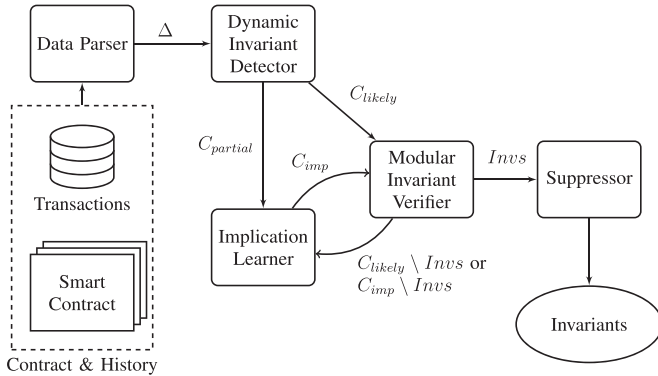 Data Parser
Δ
Dynamic
Invariant
Detector
C_likely
C_partial
C_imp
Modular
Invariant
Verifier
Invs
Suppressor
Transactions
Implication
Learner
C_likely \ Invs or
C_imp \ Invs
Smart
Contract
Invariants
Contract & History